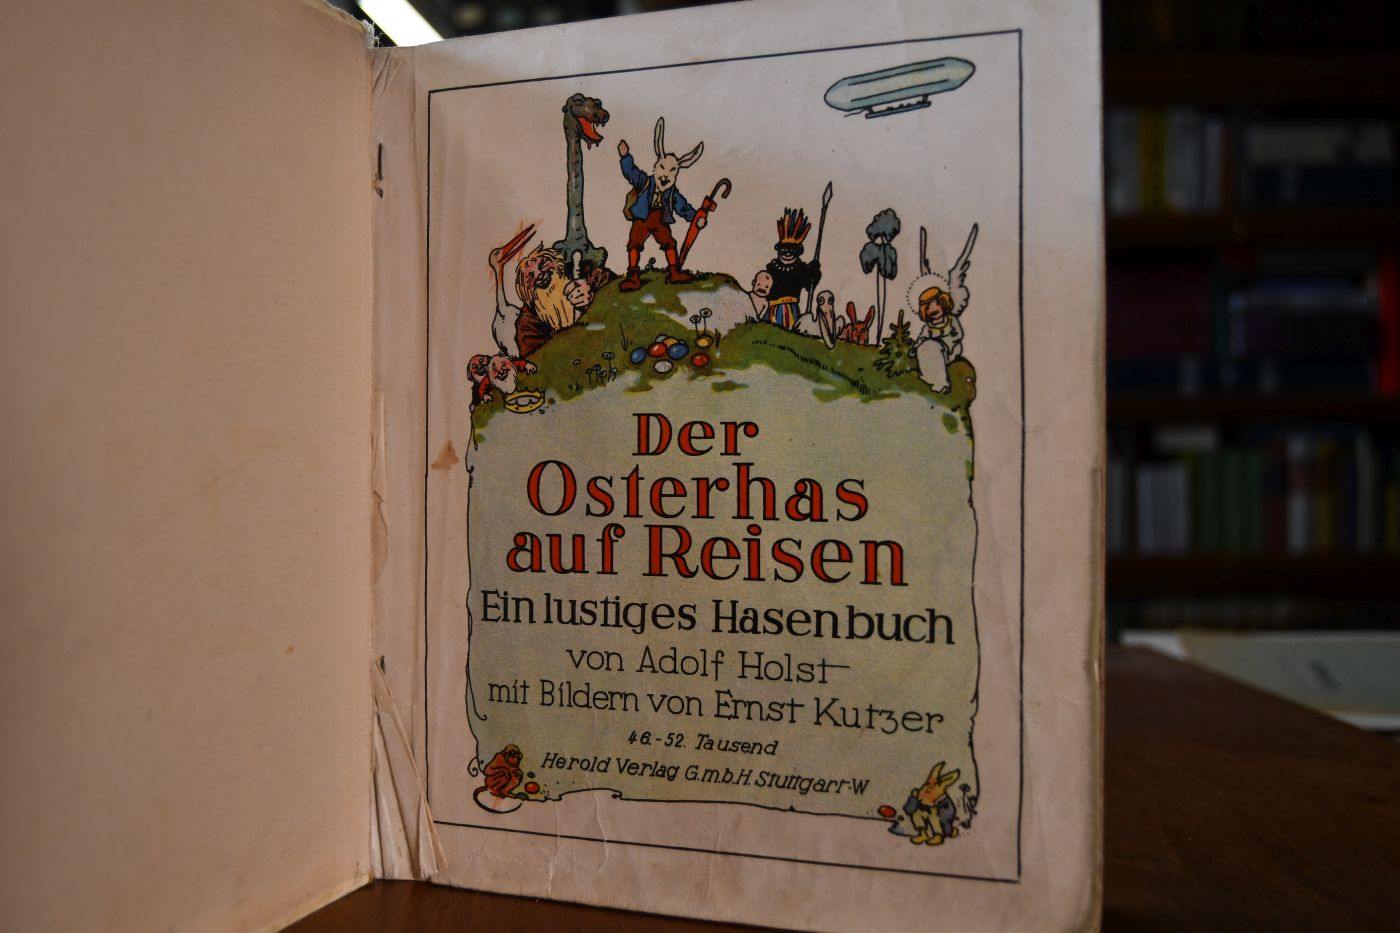 Der
Osterhas
auf Reisen
Ein lustiges Hasenbuch
von Adolf Holst
mit Bildern von Ernst Kutzer
46.-52. Tausend
Herold Verlag G.m.b.H. Stuttgart-W